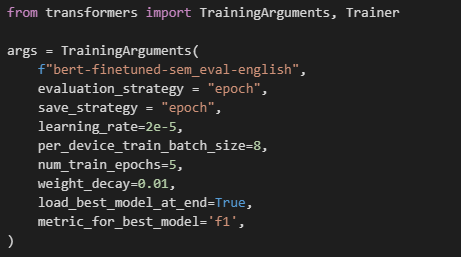 from transformers import TrainingArguments, Trainer

args = TrainingArguments(
    f"bert-finetuned-sem_eval-english",
    evaluation_strategy = "epoch",
    save_strategy = "epoch",
    learning_rate=2e-5,
    per_device_train_batch_size=8,
    num_train_epochs=5,
    weight_decay=0.01,
    load_best_model_at_end=True,
    metric_for_best_model='f1',
)